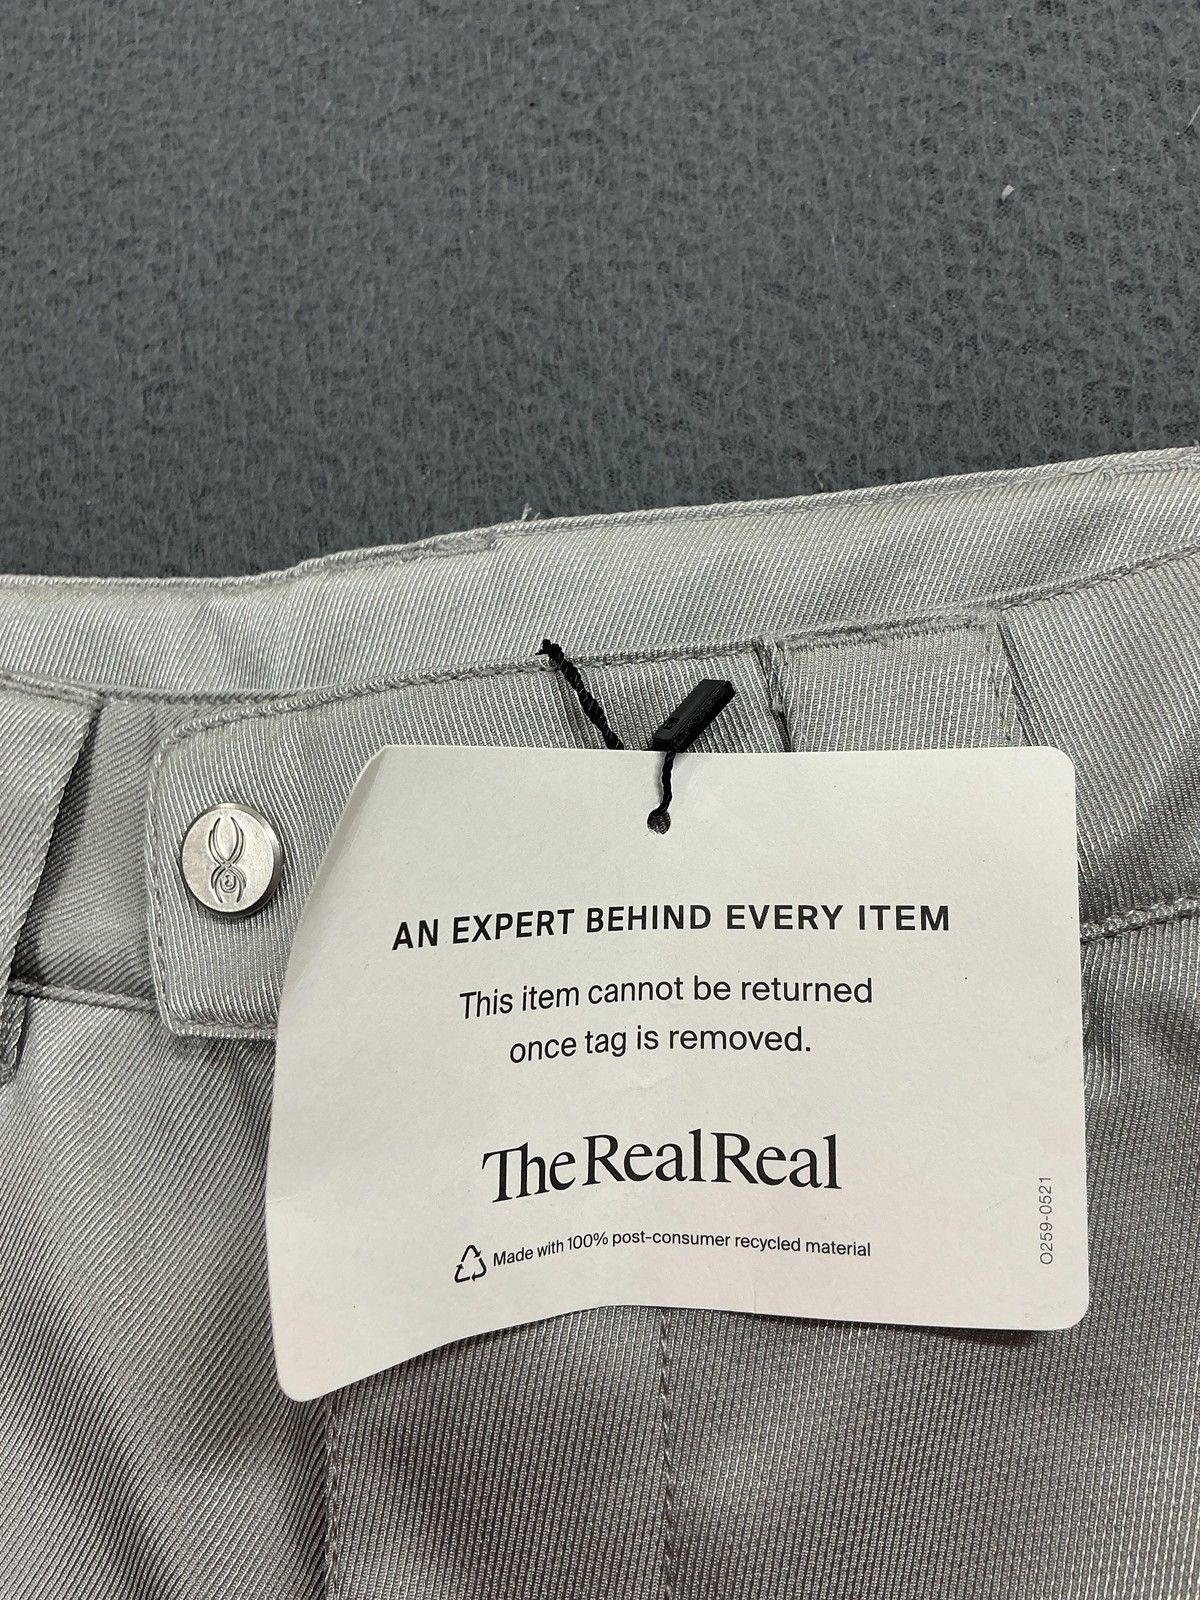 AN EXPERT BEHIND EVERY ITEM
This item cannot be returned
once tag is removed.
TheRealReal
Made with 100% post-consumer recycled material
O259-0521